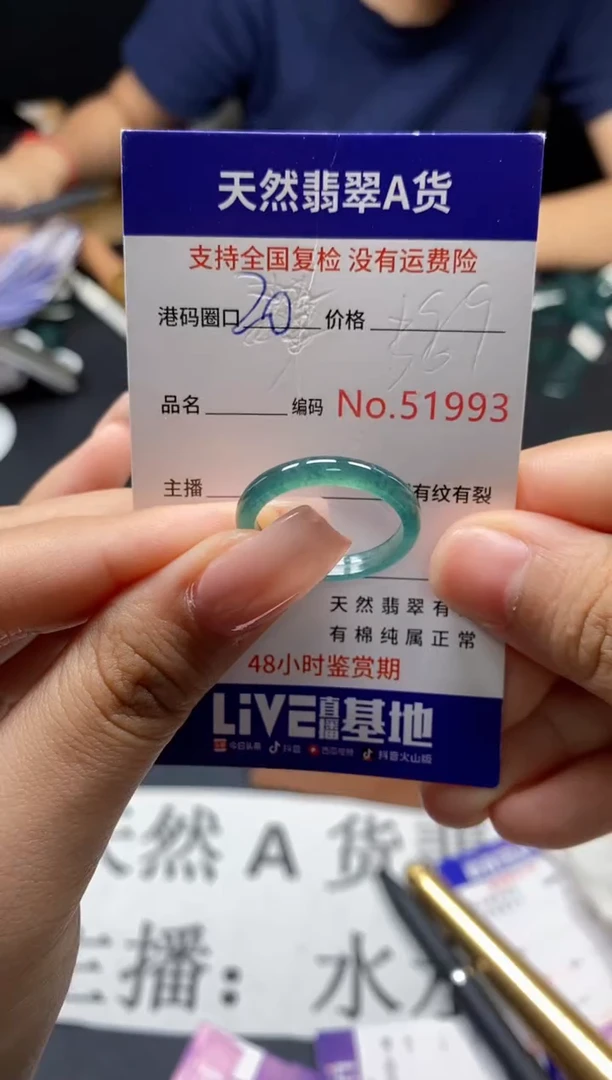 天然翡翠A货
支持全国复检 没有运费险
港码圈口 20 价格
品名 编码 No.51993
主播 有纹有裂
天然翡翠有
有棉纯属正常
48小时鉴赏期
LiVE直播基地
今日头条 抖音 西瓜视频 抖音火山版
天然A货
主播：水